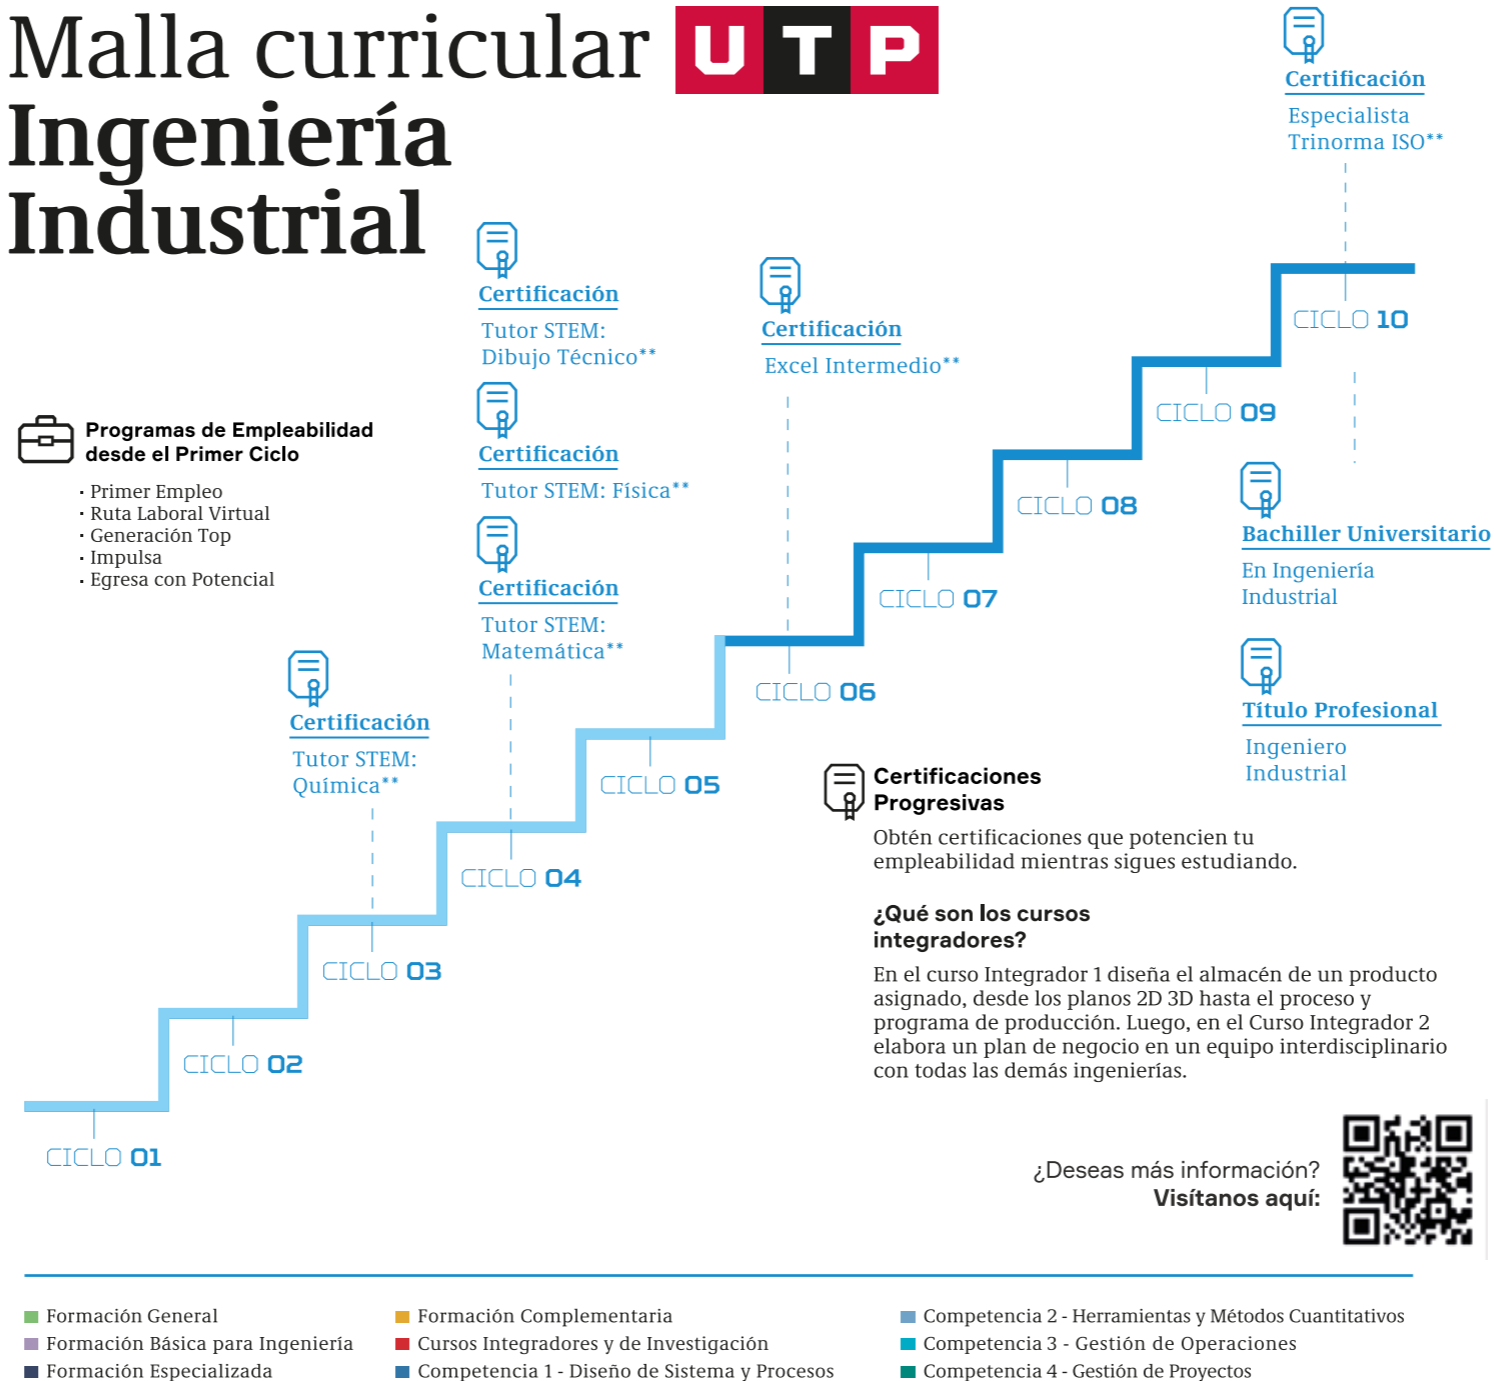 Malla curricular
UTP
Ingeniería
Industrial
Certificación
Especialista
Trinorma ISO**
Certificación
Tutor STEM:
Dibujo Técnico**
Certificación
Tutor STEM: Física**
Certificación
Tutor STEM:
Matemática**
Certificación
Excel Intermedio**
Programas de Empleabilidad
desde el Primer Ciclo
· Primer Empleo
· Ruta Laboral Virtual
· Generación Top
· Impulsa
· Egresa con Potencial
Certificación
Tutor STEM:
Química**
CICLO 10
CICLO 09
CICLO 08
CICLO 07
CICLO 06
CICLO 05
CICLO 04
CICLO 03
CICLO 02
CICLO 01
Bachiller Universitario
En Ingeniería
Industrial
Título Profesional
Ingeniero
Industrial
Certificaciones
Progresivas
Obtén certificaciones que potencien tu
empleabilidad mientras sigues estudiando.
¿Qué son los cursos
integradores?
En el curso Integrador 1 diseña el almacén de un producto
asignado, desde los planos 2D 3D hasta el proceso y
programa de producción. Luego, en el Curso Integrador 2
elabora un plan de negocio en un equipo interdisciplinario
con todas las demás ingenierías.
¿Deseas más información?
Visítanos aquí:
Formación General
Formación Básica para Ingeniería
Formación Especializada
Formación Complementaria
Cursos Integradores y de Investigación
Competencia 1 - Diseño de Sistema y Procesos
Competencia 2 - Herramientas y Métodos Cuantitativos
Competencia 3 - Gestión de Operaciones
Competencia 4 - Gestión de Proyectos